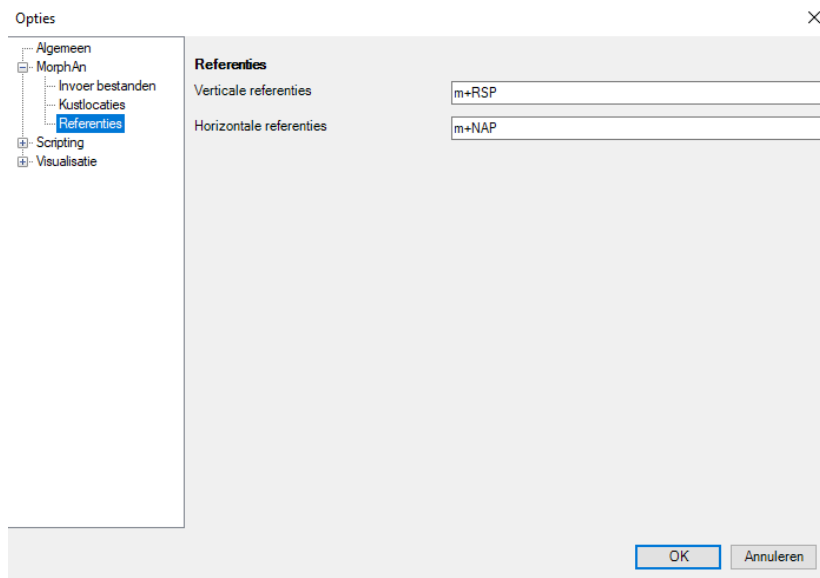 Opties
Algemeen
MorphAn
Invoer bestanden
Kustlocaties
Referenties
Scripting
Visualisatie
Referenties
Verticale referenties m+RSP
Horizontale referenties m+NAP
OK Annuleren